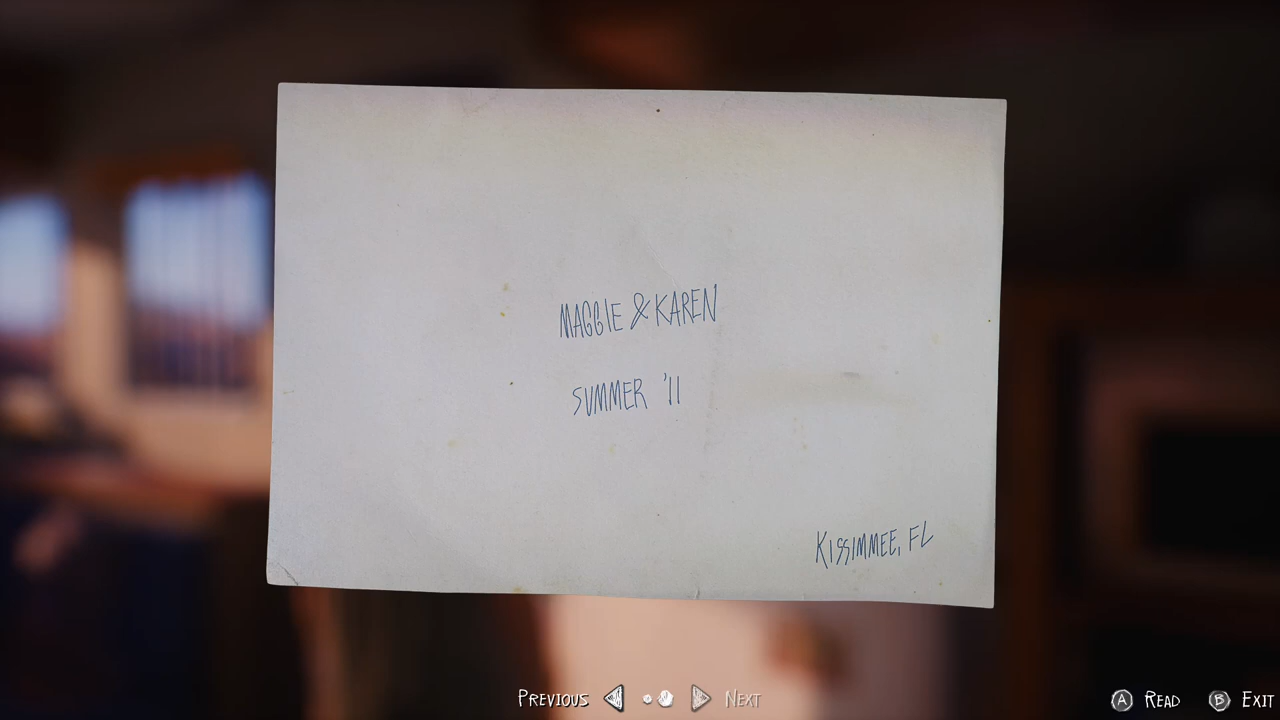 MAGGIE & KAREN
SUMMER '11
KISSIMMEE, FL
PREVIOUS NEXT A READ B EXIT